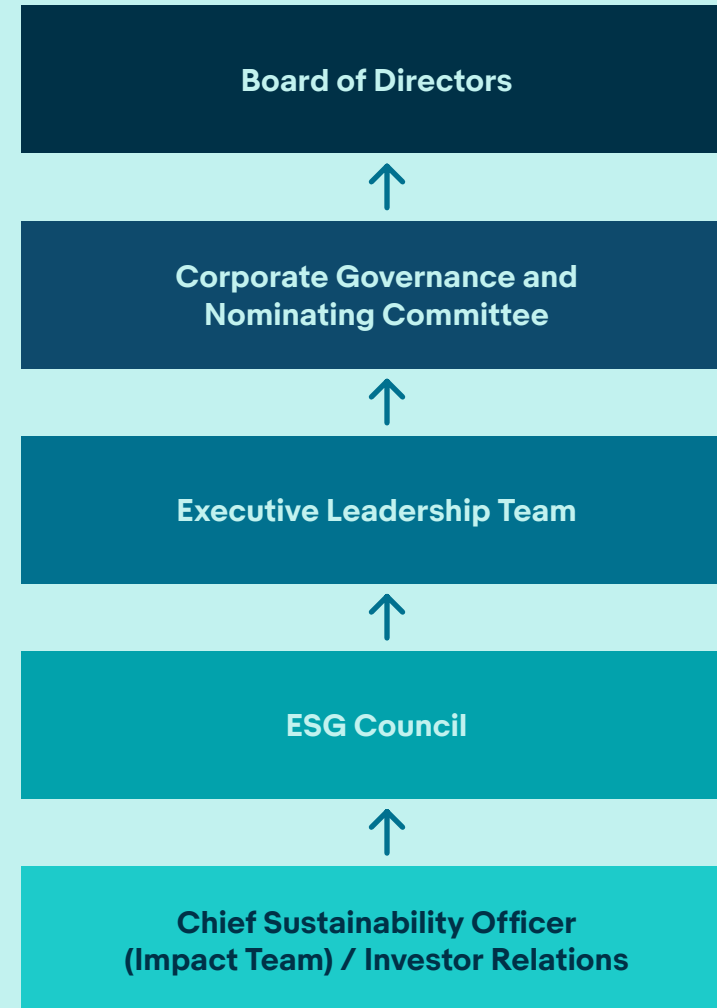 Board of Directors
Corporate Governance and
Nominating Committee
Executive Leadership Team
ESG Council
Chief Sustainability Officer
(Impact Team) / Investor Relations